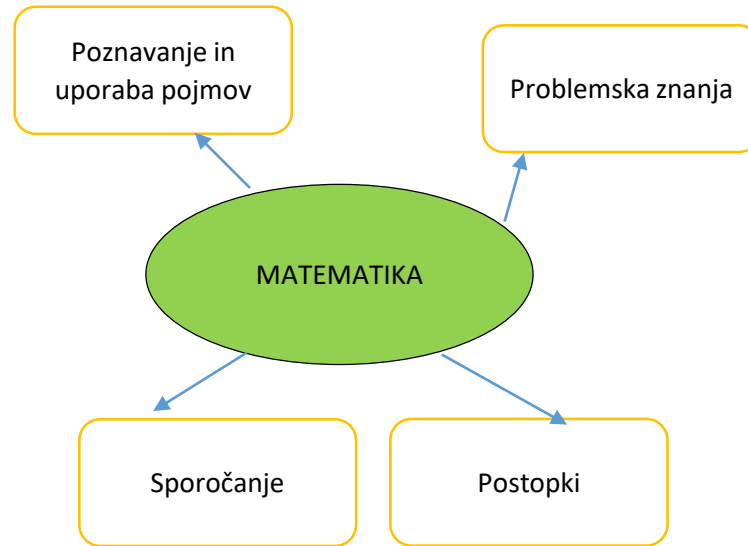 Poznavanje in
uporaba pojmov
Problemska znanja
MATEMATIKA
Sporočanje
Postopki